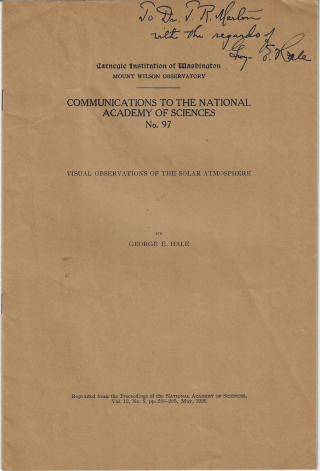 To Dr. T. R. Merton
with the regards of
Geo. E. Hale
Carnegie Institution of Washington
MOUNT WILSON OBSERVATORY
COMMUNICATIONS TO THE NATIONAL
ACADEMY OF SCIENCES
No. 97
VISUAL OBSERVATIONS OF THE SOLAR ATMOSPHERE
BY
GEORGE E. HALE
Reprinted from the Proceedings of the NATIONAL ACADEMY OF SCIENCES,
Vol. 12, No. 5, pp. 286-295, May, 1926.